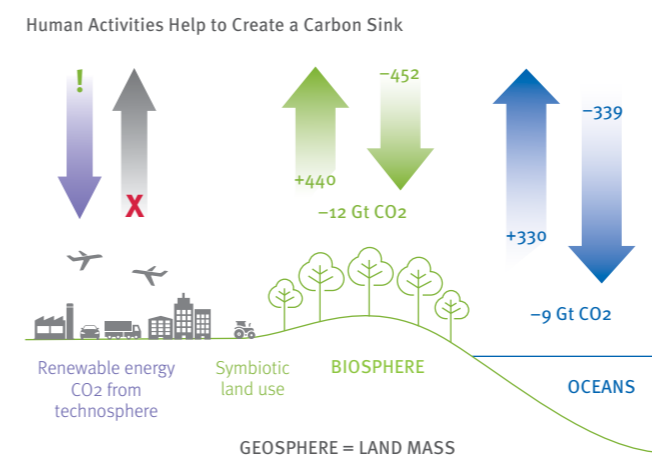 Human Activities Help to Create a Carbon Sink
!
X
+440
−452
−12 Gt CO2
+330
−339
−9 Gt CO2
Renewable energy
CO2 from
technosphere
Symbiotic
land use
BIOSPHERE
OCEANS
GEOSPHERE = LAND MASS